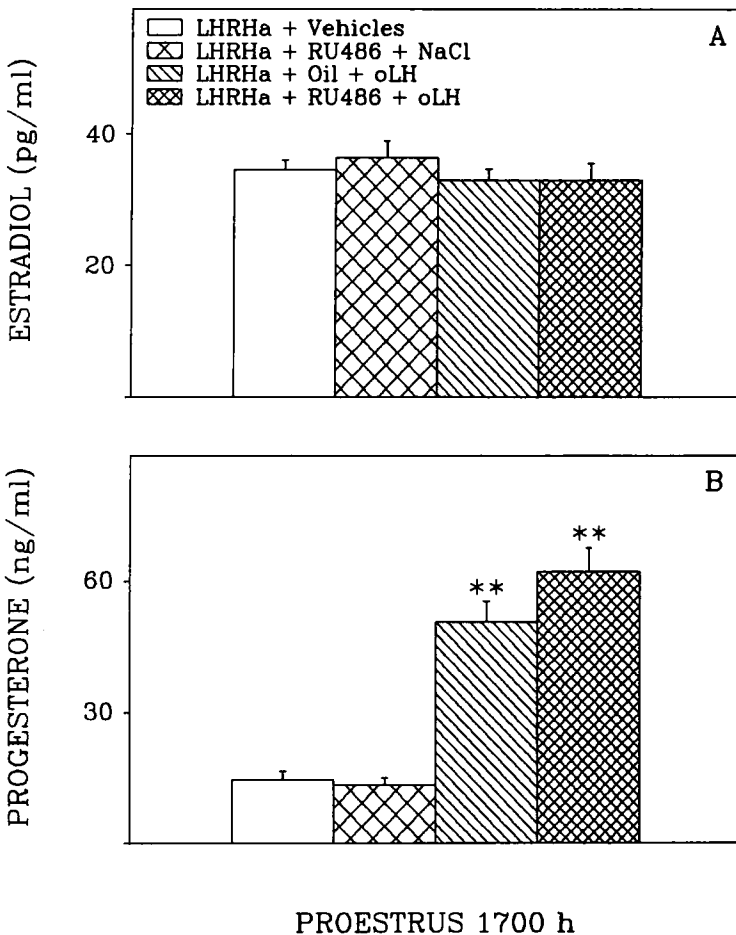 LHRHa + Vehicles
LHRHa + RU486 + NaCl
LHRHa + Oil + oLH
LHRHa + RU486 + oLH
A
ESTRADIOL (pg/ml)
40
20
B
PROGESTERONE (ng/ml)
**
**
60
30
PROESTRUS 1700 h